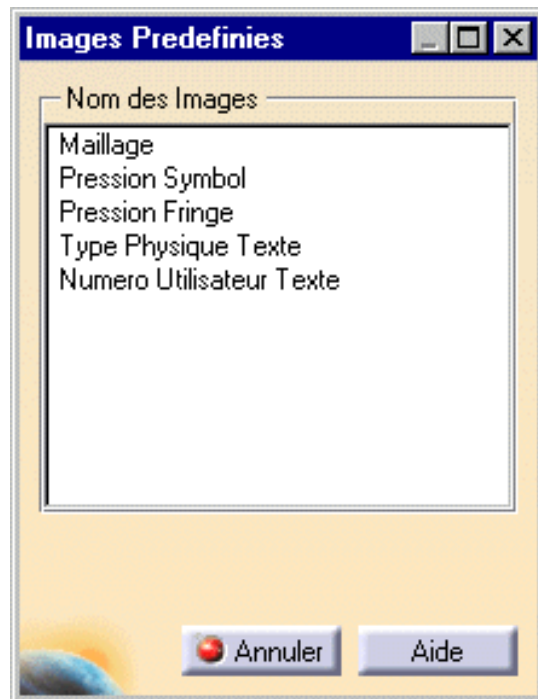 Images Predefinies
Nom des Images
Maillage
Pression Symbol
Pression Fringe
Type Physique Texte
Numero Utilisateur Texte
Annuler Aide